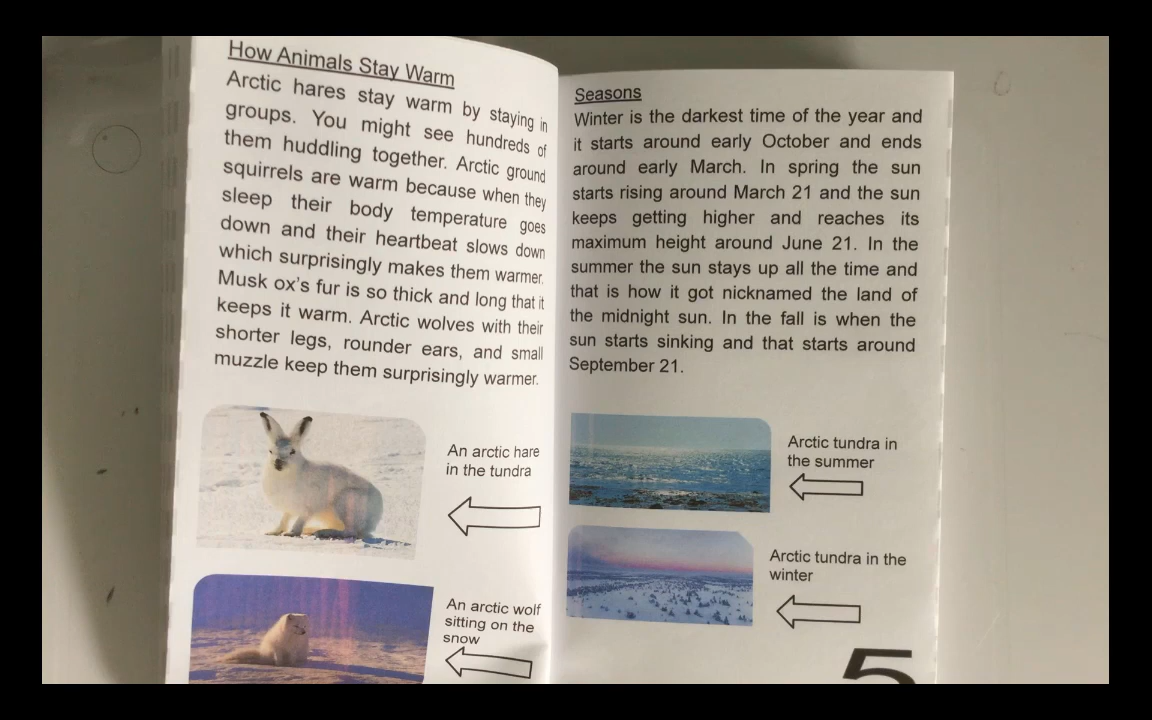 How Animals Stay Warm
Arctic hares stay warm by staying in
groups. You might see hundreds of
them huddling together. Arctic ground
squirrels are warm because when they
sleep their body temperature goes
down and their heartbeat slows down
which surprisingly makes them warmer.
Musk ox's fur is so thick and long that it
keeps it warm. Arctic wolves with their
shorter legs, rounder ears, and small
muzzle keep them surprisingly warmer.
An arctic hare
in the tundra
An arctic wolf
sitting on the
snow
Seasons
Winter is the darkest time of the year and
it starts around early October and ends
around early March. In spring the sun
starts rising around March 21 and the sun
keeps getting higher and reaches its
maximum height around June 21. In the
summer the sun stays up all the time and
that is how it got nicknamed the land of
the midnight sun. In the fall is when the
sun starts sinking and that starts around
September 21.
Arctic tundra in
the summer
Arctic tundra in the
winter
5